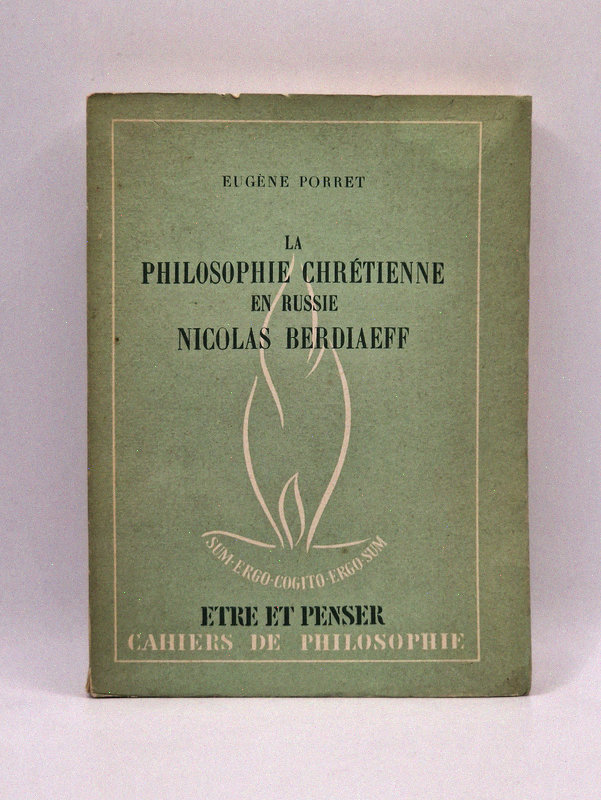 EUGÈNE PORRET
LA
PHILOSOPHIE CHRÉTIENNE
EN RUSSIE
NICOLAS BERDIAEFF
SUM·ERGO·COGITO·ERGO·SUM
ETRE ET PENSER
CAHIERS DE PHILOSOPHIE